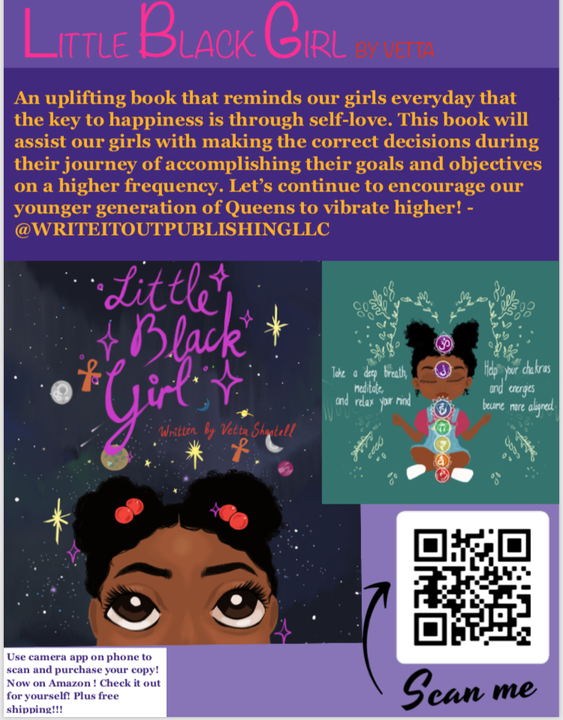 LITTLE BLACK GIRL BY VETTA
An uplifting book that reminds our girls everyday that
the key to happiness is through self-love. This book will
assist our girls with making the correct decisions during
their journey of accomplishing their goals and objectives
on a higher frequency. Let's continue to encourage our
younger generation of Queens to vibrate higher! -
@WRITEITOUTPUBLISHINGLLC
Little
Black
Girl
Written by Vetta Shentell
Take a deep breath,
meditate,
and relax your mind
Help your chakras
and energies
become more aligned
Use camera app on phone to
scan and purchase your copy!
Now on Amazon ! Check it out
for yourself! Plus free
shipping!!!
Scan me